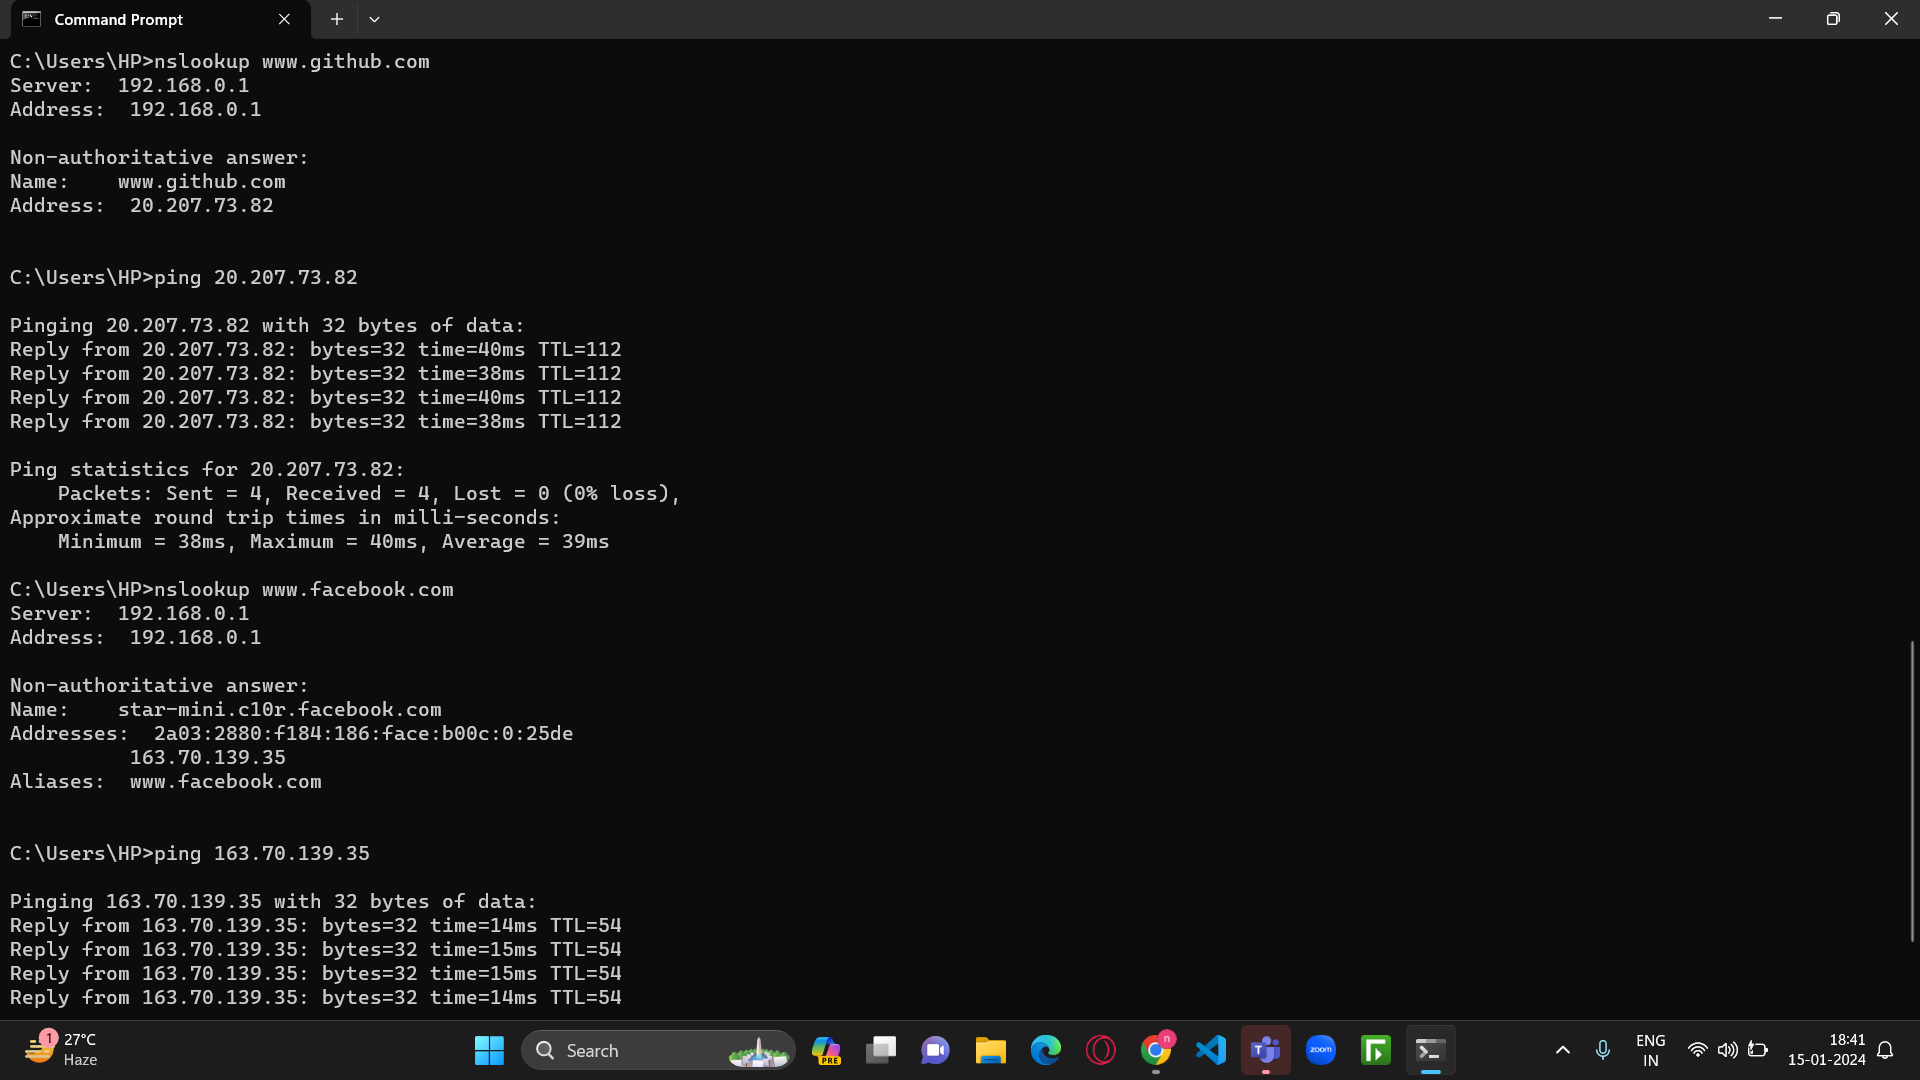 Command Prompt
C:\Users\HP>nslookup www.github.com
Server:  192.168.0.1
Address:  192.168.0.1
Non-authoritative answer:
Name:    www.github.com
Address:  20.207.73.82
C:\Users\HP>ping 20.207.73.82
Pinging 20.207.73.82 with 32 bytes of data:
Reply from 20.207.73.82: bytes=32 time=40ms TTL=112
Reply from 20.207.73.82: bytes=32 time=38ms TTL=112
Reply from 20.207.73.82: bytes=32 time=40ms TTL=112
Reply from 20.207.73.82: bytes=32 time=38ms TTL=112
Ping statistics for 20.207.73.82:
    Packets: Sent = 4, Received = 4, Lost = 0 (0% loss),
Approximate round trip times in milli-seconds:
    Minimum = 38ms, Maximum = 40ms, Average = 39ms
C:\Users\HP>nslookup www.facebook.com
Server:  192.168.0.1
Address:  192.168.0.1
Non-authoritative answer:
Name:    star-mini.c10r.facebook.com
Addresses:  2a03:2880:f184:186:face:b00c:0:25de
          163.70.139.35
Aliases:  www.facebook.com
C:\Users\HP>ping 163.70.139.35
Pinging 163.70.139.35 with 32 bytes of data:
Reply from 163.70.139.35: bytes=32 time=14ms TTL=54
Reply from 163.70.139.35: bytes=32 time=15ms TTL=54
Reply from 163.70.139.35: bytes=32 time=15ms TTL=54
Reply from 163.70.139.35: bytes=32 time=14ms TTL=54
1
27°C
Haze
Search
PRE
n
T
zoom
ENG
IN
18:41
15-01-2024